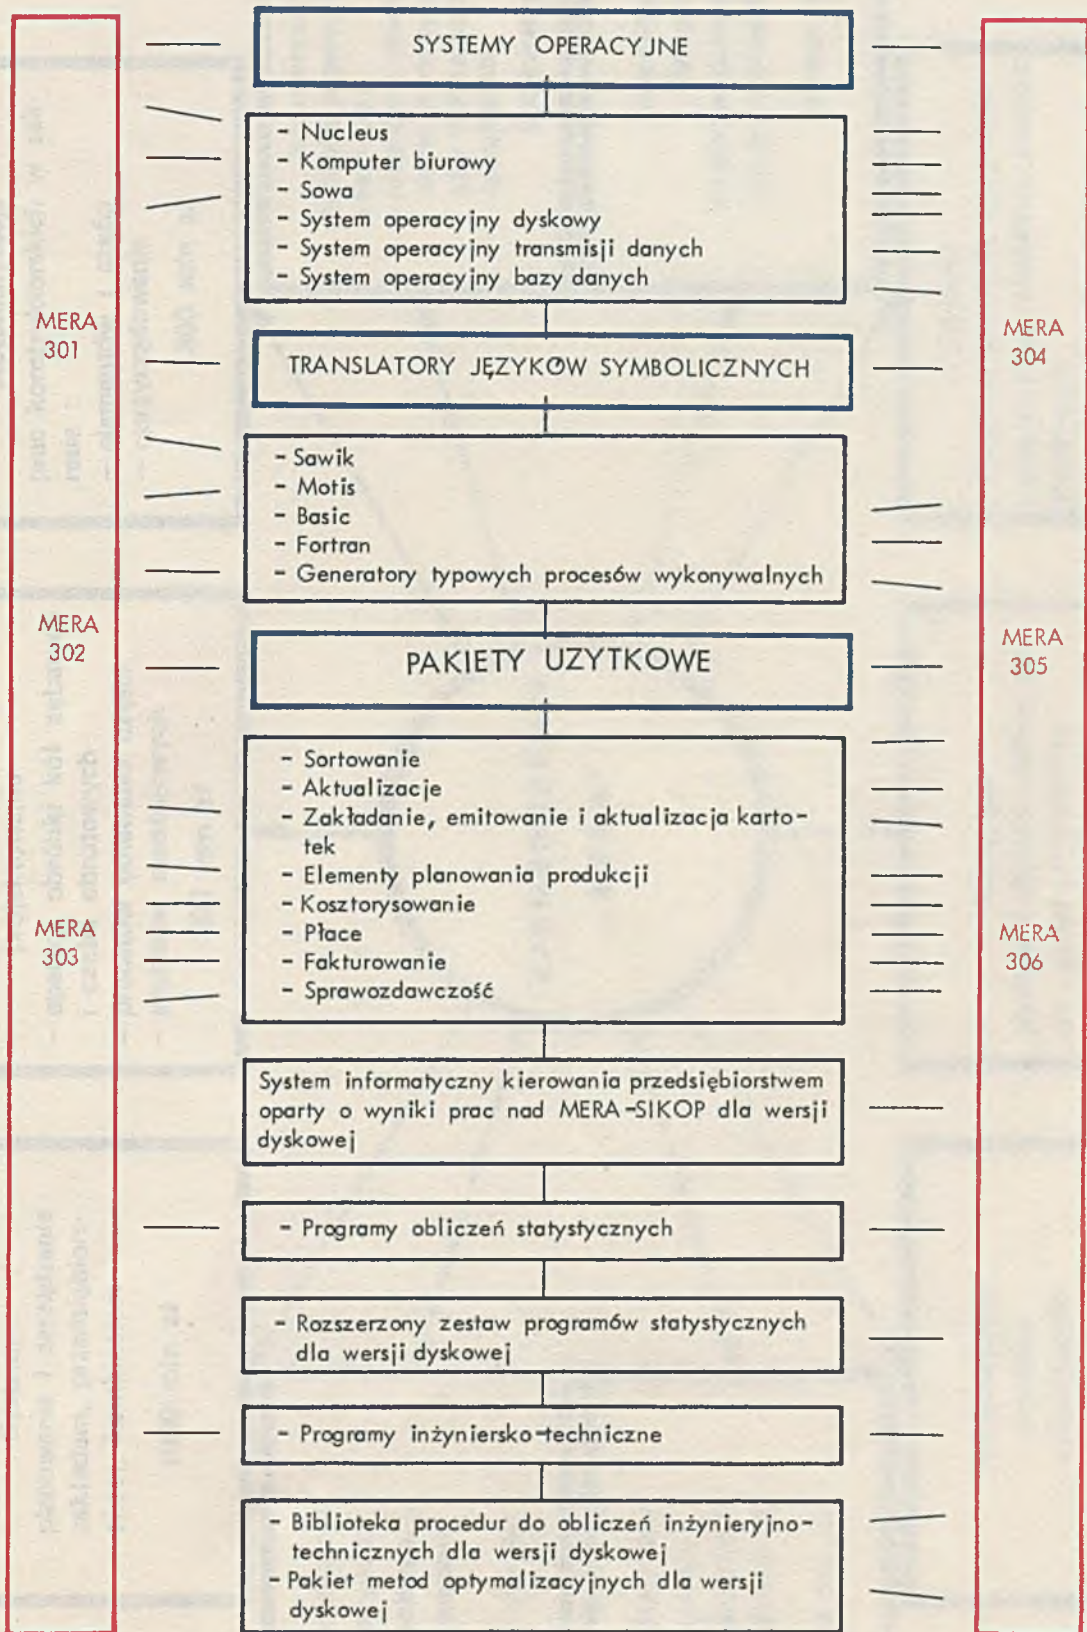 SYSTEMY OPERACYJNE
- Nucleus
- Komputer biurowy
- Sowa
- System operacyjny dyskowy
- System operacyjny transmisji danych
- System operacyjny bazy danych
MERA
301
MERA
304
TRANSLATORY JĘZYKÓW SYMBOLICZNYCH
- Sawik
- Motis
- Basic
- Fortran
- Generatory typowych procesów wykonywalnych
MERA
302
MERA
305
PAKIETY UZYTKOWE
- Sortowanie
- Aktualizacje
- Zakładanie, emitowanie i aktualizacja karto-
tek
- Elementy planowania produkcji
- Kosztorysowanie
- Płace
- Fakturowanie
- Sprawozdawczość
MERA
303
MERA
306
System informatyczny kierowania przedsiębiorstwem
oparty o wyniki prac nad MERA-SIKOP dla wersji
dyskowej
- Programy obliczeń statystycznych
- Rozszerzony zestaw programów statystycznych
dla wersji dyskowej
- Programy inżyniersko-techniczne
- Biblioteka procedur do obliczeń inżynieryjno-
technicznych dla wersji dyskowej
- Pakiet metod optymalizacyjnych dla wersji
dyskowej